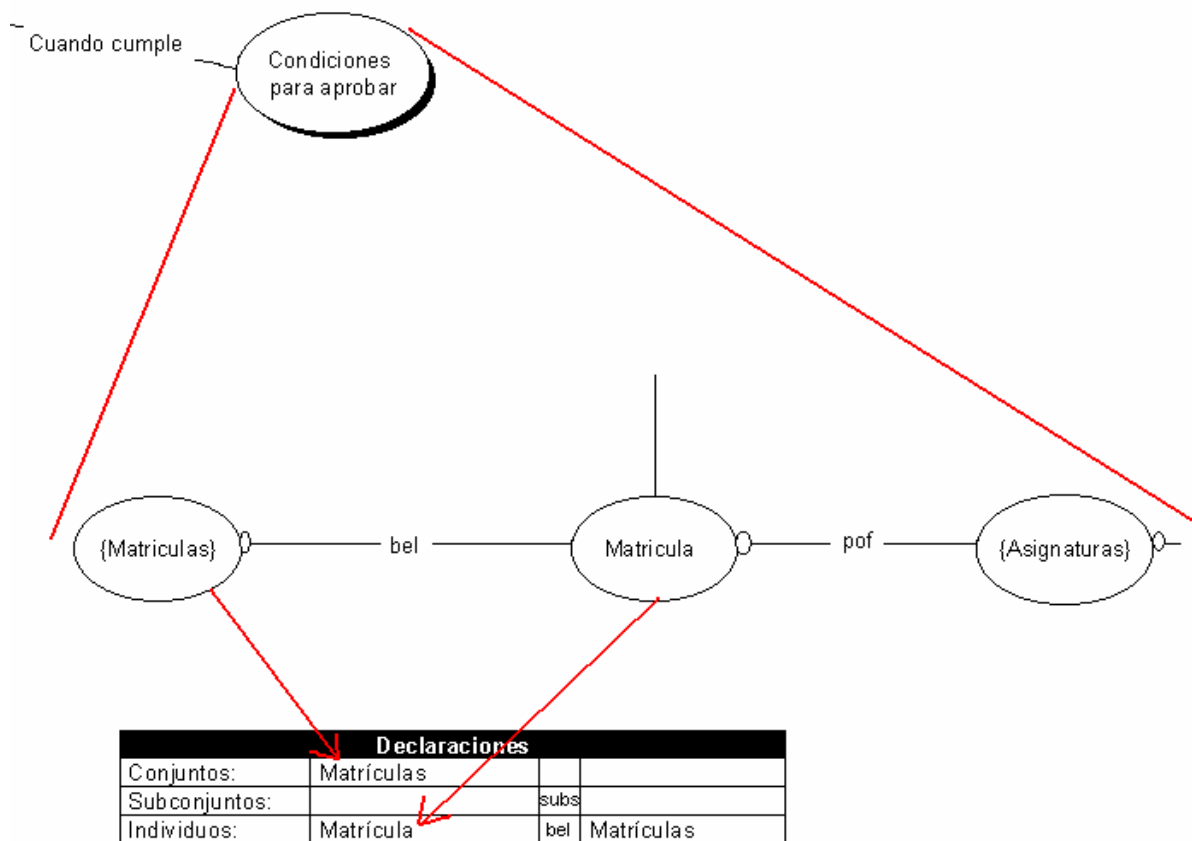 Cuando cumple
Condiciones
para aprobar
{Matriculas} bel Matricula pof {Asignaturas}
Declaraciones
Conjuntos: Matrículas
Subconjuntos: subs
Individuos: Matrícula bel Matrículas